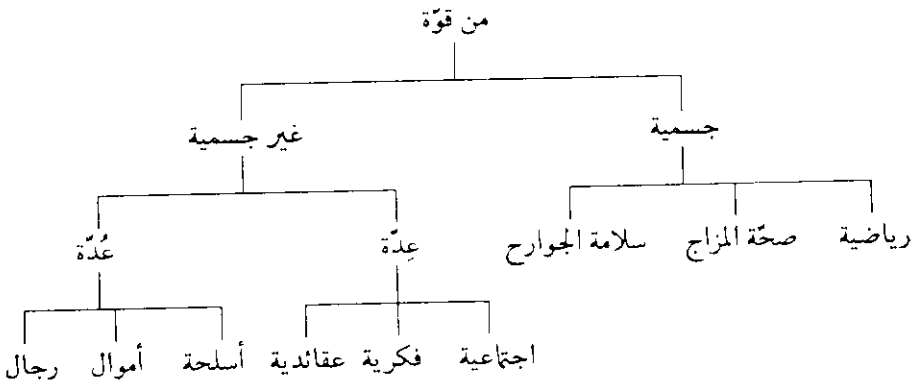 من قوّة
جسمية غير جسمية
رياضية صحّة المزاج سلامة الجوارح عِدّة عُدّة
اجتماعية فكرية عقائدية أسلحة أموال رجال